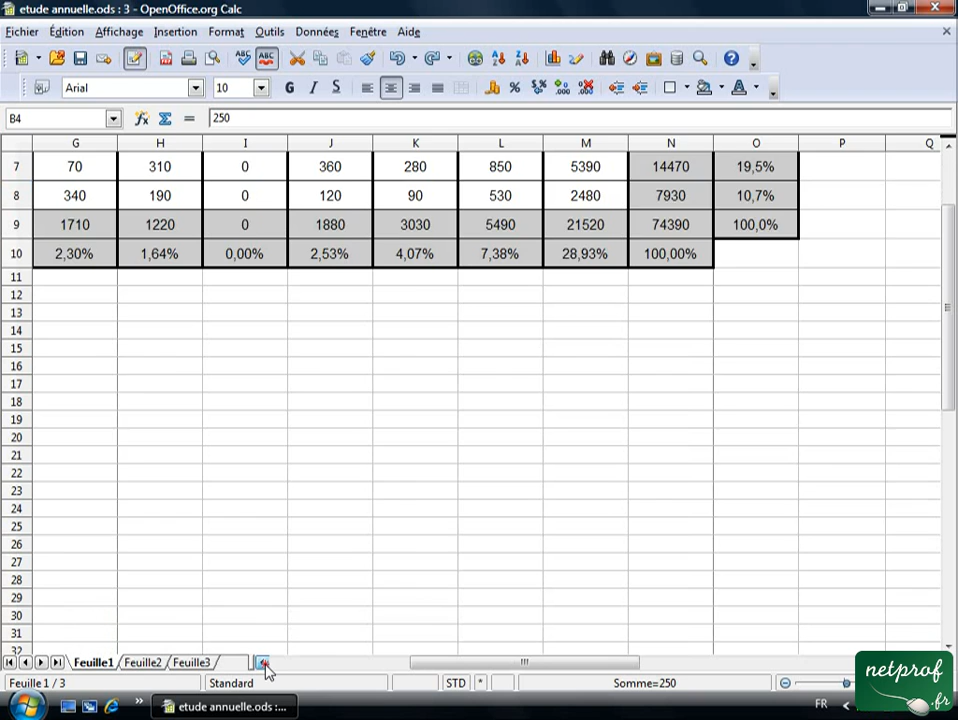 etude annuelle.ods : 3 - OpenOffice.org Calc
Fichier Édition Affichage Insertion Format Outils Données Fenêtre Aide
Arial 10 G I S
B4 = 250
G H I J K L M N O P Q
7 70 310 0 360 280 850 5390 14470 19,5%
8 340 190 0 120 90 530 2480 7930 10,7%
9 1710 1220 0 1880 3030 5490 21520 74390 100,0%
10 2,30% 1,64% 0,00% 2,53% 4,07% 7,38% 28,93% 100,00%
11
12
13
14
15
16
17
18
19
20
21
22
23
24
25
26
27
28
29
30
31
32
Feuille1 Feuille2 Feuille3
Feuille 1 / 3 Standard STD * Somme=250
etude annuelle.ods :... FR
netprof
.fr